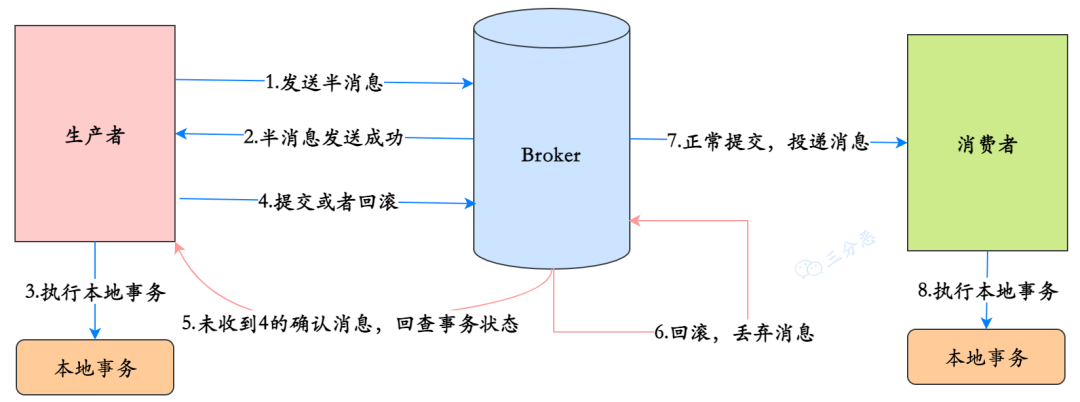 生产者
1.发送半消息
2.半消息发送成功
4.提交或者回滚
Broker
7.正常提交，投递消息
消费者
三分恶
3.执行本地事务
5.未收到4的确认消息，回查事务状态
6.回滚，丢弃消息
8.执行本地事务
本地事务
本地事务